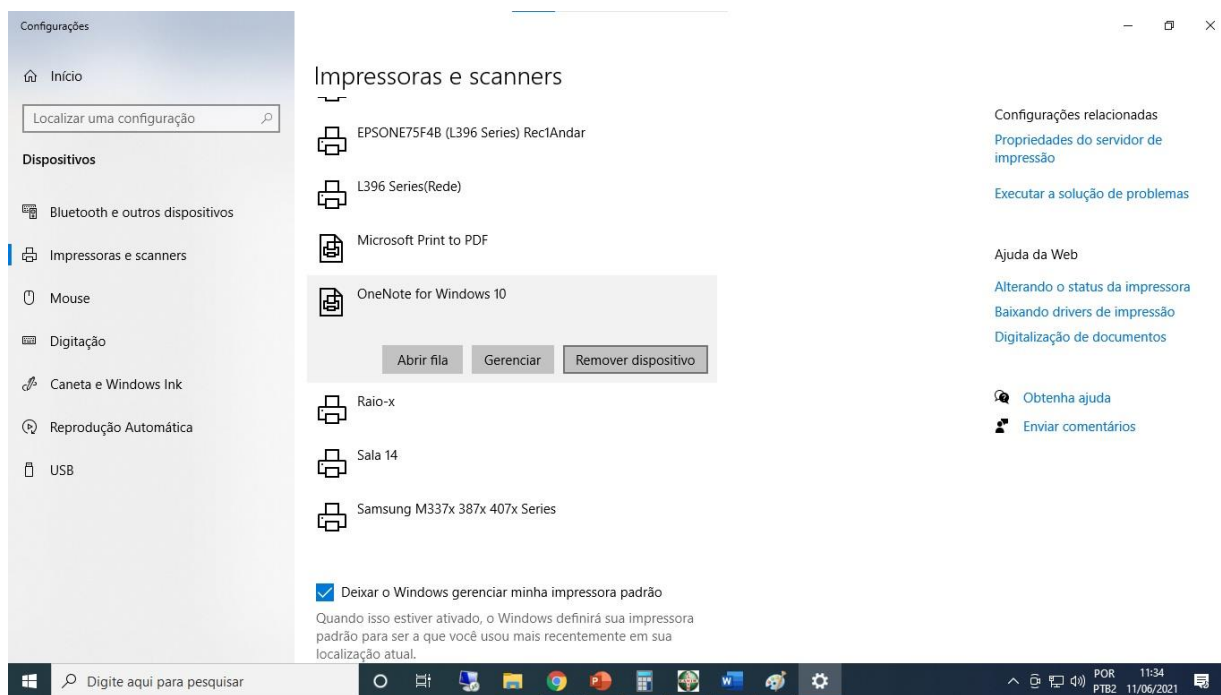 Configurações
Início
Localizar uma configuração
Dispositivos
Bluetooth e outros dispositivos
Impressoras e scanners
Mouse
Digitação
Caneta e Windows Ink
Reprodução Automática
USB
Impressoras e scanners
EPSONE75F4B (L396 Series) Rec1Andar
L396 Series(Rede)
Microsoft Print to PDF
OneNote for Windows 10
Abrir fila Gerenciar Remover dispositivo
Raio-x
Sala 14
Samsung M337x 387x 407x Series
Deixar o Windows gerenciar minha impressora padrão
Quando isso estiver ativado, o Windows definirá sua impressora
padrão para ser a que você usou mais recentemente em sua
localização atual.
Configurações relacionadas
Propriedades do servidor de
impressão
Executar a solução de problemas
Ajuda da Web
Alterando o status da impressora
Baixando drivers de impressão
Digitalização de documentos
Obtenha ajuda
Enviar comentários
Digite aqui para pesquisar
POR 11:34
PTB2 11/06/2021